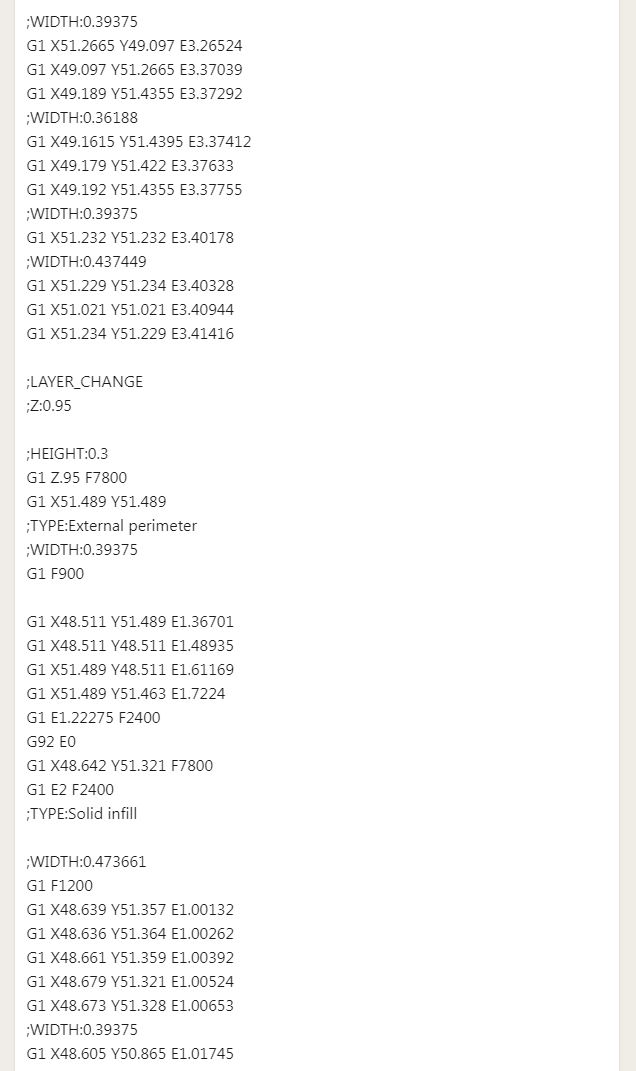 ;WIDTH:0.39375
G1 X51.2665 Y49.097 E3.26524
G1 X49.097 Y51.2665 E3.37039
G1 X49.189 Y51.4355 E3.37292
;WIDTH:0.36188
G1 X49.1615 Y51.4395 E3.37412
G1 X49.179 Y51.422 E3.37633
G1 X49.192 Y51.4355 E3.37755
;WIDTH:0.39375
G1 X51.232 Y51.232 E3.40178
;WIDTH:0.437449
G1 X51.229 Y51.234 E3.40328
G1 X51.021 Y51.021 E3.40944
G1 X51.234 Y51.229 E3.41416
;LAYER_CHANGE
;Z:0.95
;HEIGHT:0.3
G1 Z.95 F7800
G1 X51.489 Y51.489
;TYPE:External perimeter
;WIDTH:0.39375
G1 F900
G1 X48.511 Y51.489 E1.36701
G1 X48.511 Y48.511 E1.48935
G1 X51.489 Y48.511 E1.61169
G1 X51.489 Y51.463 E1.7224
G1 E1.22275 F2400
G92 E0
G1 X48.642 Y51.321 F7800
G1 E2 F2400
;TYPE:Solid infill
;WIDTH:0.473661
G1 F1200
G1 X48.639 Y51.357 E1.00132
G1 X48.636 Y51.364 E1.00262
G1 X48.661 Y51.359 E1.00392
G1 X48.679 Y51.321 E1.00524
G1 X48.673 Y51.328 E1.00653
;WIDTH:0.39375
G1 X48.605 Y50.865 E1.01745